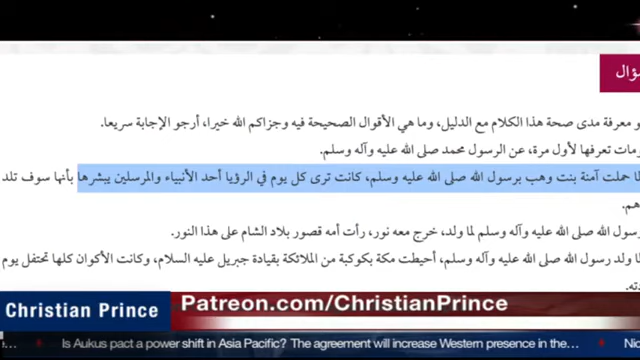 ؤال
و معرفة مدى صحة هذا الكلام مع الدليل، وما هي الأقوال الصحيحة فيه وجزاكم الله خيرا، أرجو الإجابة سريعا.
ومات تعرفها لأول مرة، عن الرسول محمد صلى الله عليه وآله وسلم.
ما حملت آمنة بنت وهب برسول الله صلى الله عليه وسلم، كانت ترى كل يوم في الرؤيا أحد الأنبياء والمرسلين يبشرها بأنها سوف تلد
هم.
رسول الله صلى الله عليه وآله وسلم لما ولد، خرج معه نور، رأت أمه قصور بلاد الشام على هذا النور.
ا ولد رسول الله صلى الله عليه وآله وسلم، أحيطت مكة بكوكبة من الملائكة بقيادة جبريل عليه السلام، وكانت الأكوان كلها تحتفل يوم
دته.
Christian Prince
Patreon.com/ChristianPrince
Is Aukus pact a power shift in Asia Pacific? The agreement will increase Western presence in the...
Nic